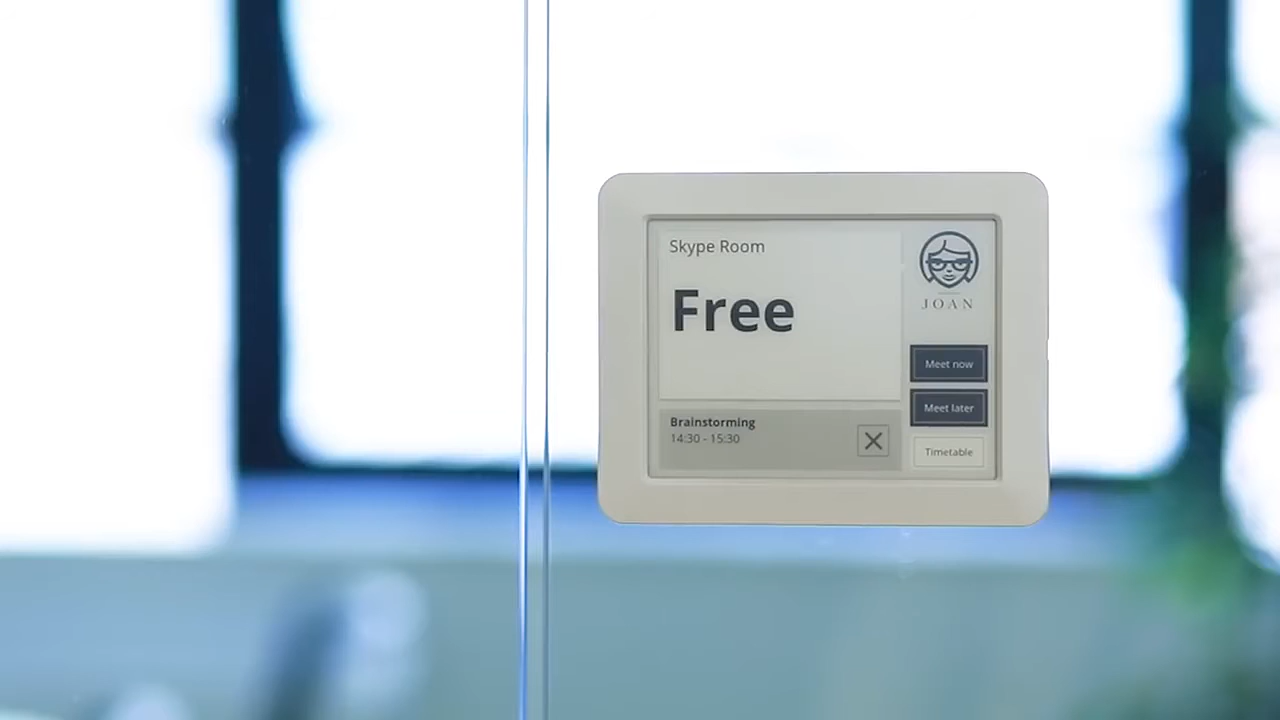 Skype Room
Free
Brainstorming
14:30 - 15:30
JOAN
Meet now
Meet later
Timetable